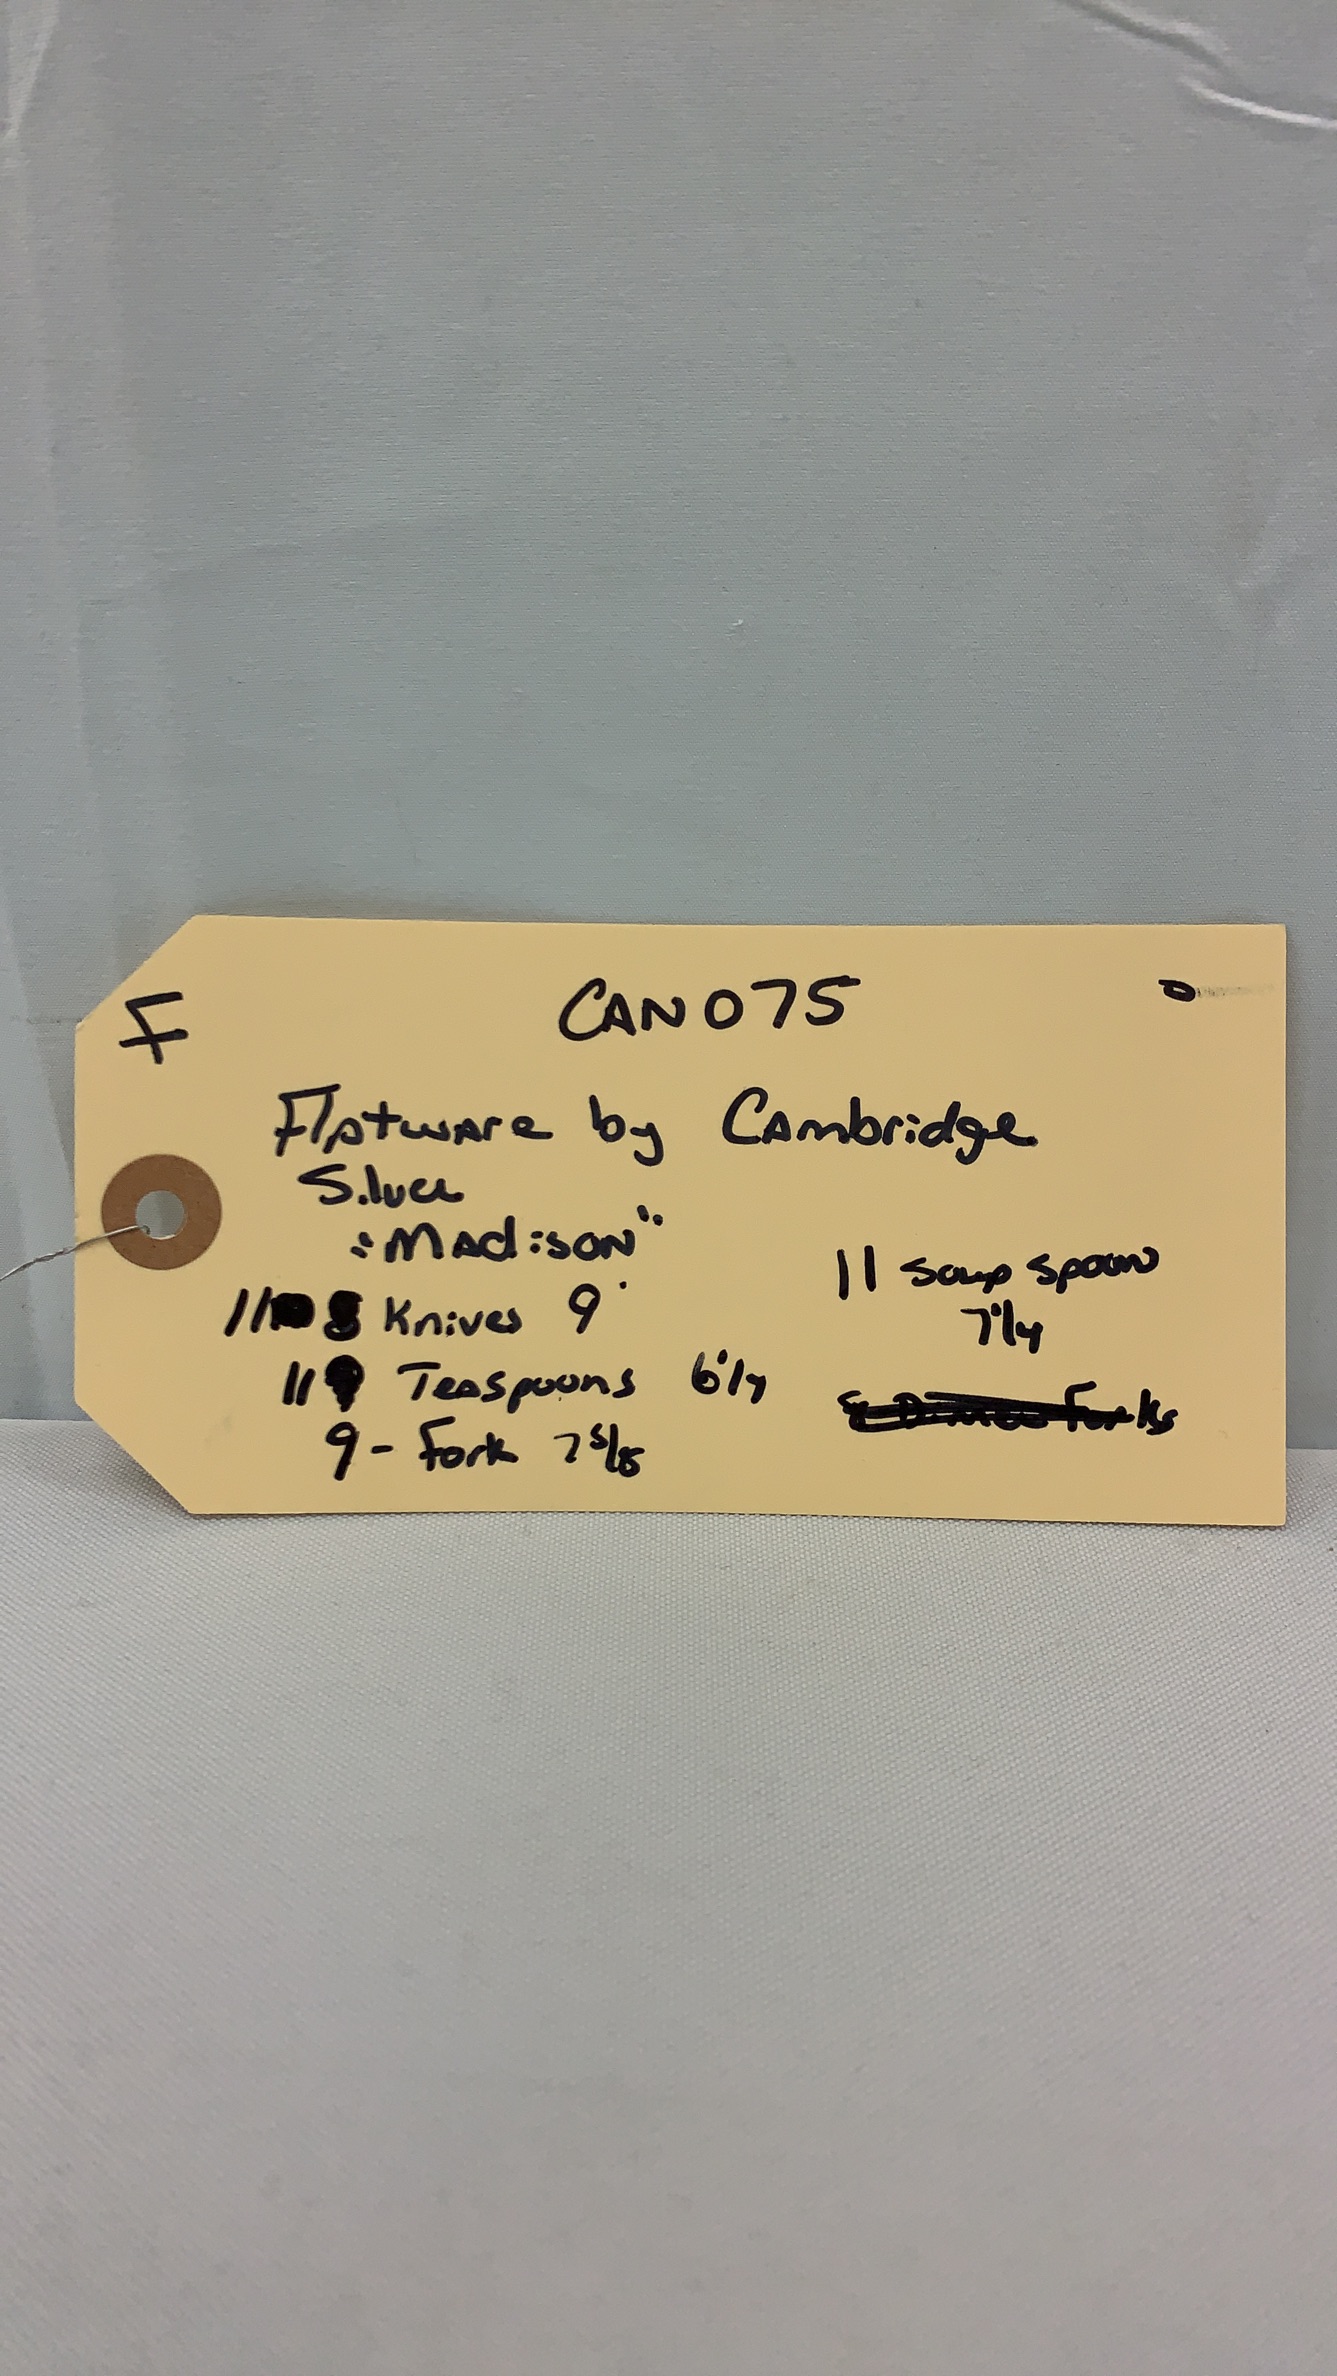 F
CAN075
Flatware by Cambridge
Silver
"Madison"
11 Knives 9"
11 Teaspoons 6 1/4
9 - Fork 7 5/8
11 Soup Spoon
7 1/4
Forks